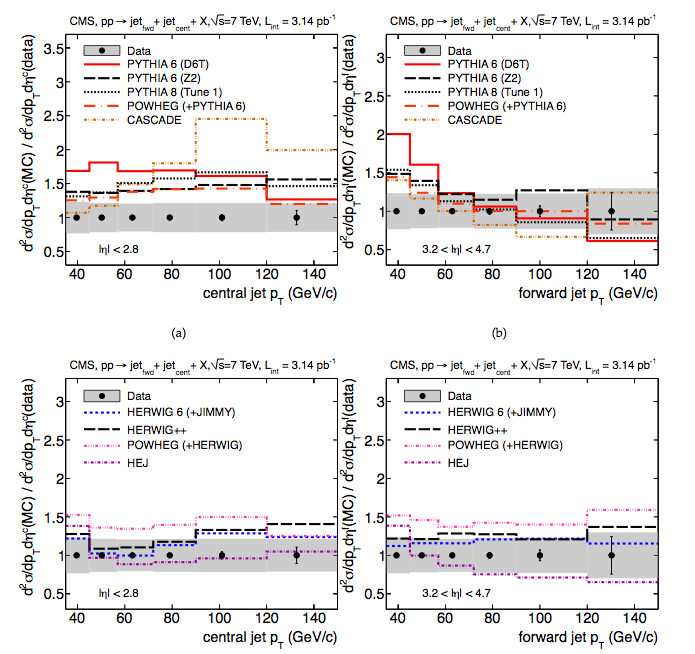 CMS, pp → jet_fwd + jet_cent + X, √s=7 TeV, L_int = 3.14 pb⁻¹
d²σ/dp_T dη^c(MC) / d²σ/dp_T dη^c(data)
3.5
3
2.5
2
1.5
1
0.5
Data
PYTHIA 6 (D6T)
PYTHIA 6 (Z2)
PYTHIA 8 (Tune 1)
POWHEG (+PYTHIA 6)
CASCADE
|η| < 2.8
40 60 80 100 120 140
central jet p_T (GeV/c)
(a)
CMS, pp → jet_fwd + jet_cent + X, √s=7 TeV, L_int = 3.14 pb⁻¹
d²σ/dp_T dη^f(MC) / d²σ/dp_T dη^f(data)
3
2.5
2
1.5
1
0.5
Data
PYTHIA 6 (D6T)
PYTHIA 6 (Z2)
PYTHIA 8 (Tune 1)
POWHEG (+PYTHIA 6)
CASCADE
3.2 < |η| < 4.7
40 60 80 100 120 140
forward jet p_T (GeV/c)
(b)
CMS, pp → jet_fwd + jet_cent + X, √s=7 TeV, L_int = 3.14 pb⁻¹
d²σ/dp_T dη^c(MC) / d²σ/dp_T dη^c(data)
3
2.5
2
1.5
1
0.5
Data
HERWIG 6 (+JIMMY)
HERWIG++
POWHEG (+HERWIG)
HEJ
|η| < 2.8
40 60 80 100 120 140
central jet p_T (GeV/c)
CMS, pp → jet_fwd + jet_cent + X, √s=7 TeV, L_int = 3.14 pb⁻¹
d²σ/dp_T dη^f(MC) / d²σ/dp_T dη^f(data)
3
2.5
2
1.5
1
0.5
Data
HERWIG 6 (+JIMMY)
HERWIG++
POWHEG (+HERWIG)
HEJ
3.2 < |η| < 4.7
40 60 80 100 120 140
forward jet p_T (GeV/c)